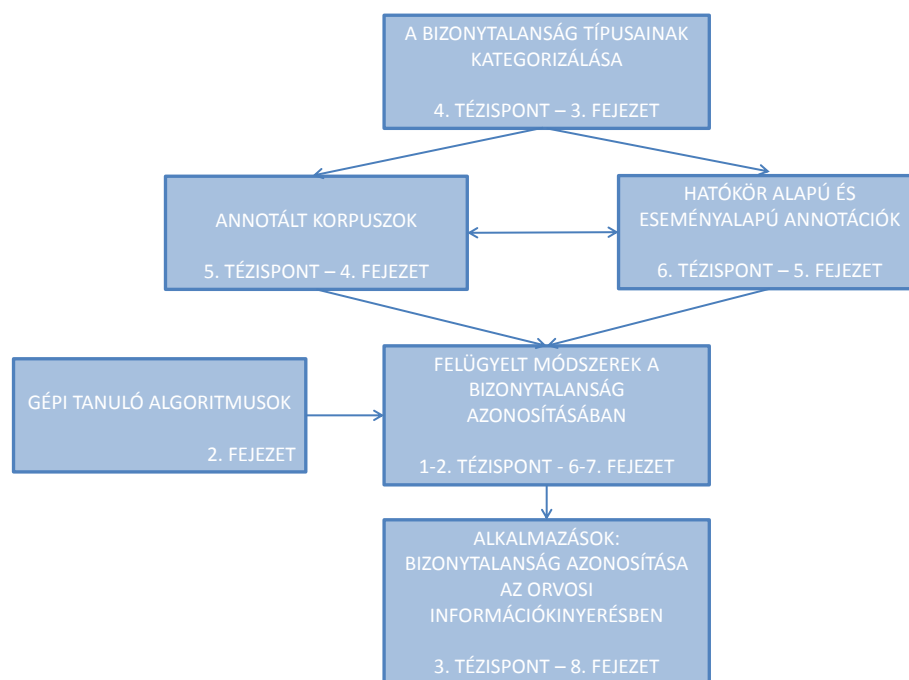 A BIZONYTALANSÁG TÍPUSAINAK
KATEGORIZÁLÁSA
4. TÉZISPONT – 3. FEJEZET
ANNOTÁLT KORPUSZOK
5. TÉZISPONT – 4. FEJEZET
HATÓKÖR ALAPÚ ÉS
ESEMÉNYALAPÚ ANNOTÁCIÓK
6. TÉZISPONT – 5. FEJEZET
GÉPI TANULÓ ALGORITMUSOK
2. FEJEZET
FELÜGYELT MÓDSZEREK A
BIZONYTALANSÁG
AZONOSÍTÁSÁBAN
1-2. TÉZISPONT - 6-7. FEJEZET
ALKALMAZÁSOK:
BIZONYTALANSÁG AZONOSÍTÁSA
AZ ORVOSI
INFORMÁCIÓKINYERÉSBEN
3. TÉZISPONT – 8. FEJEZET